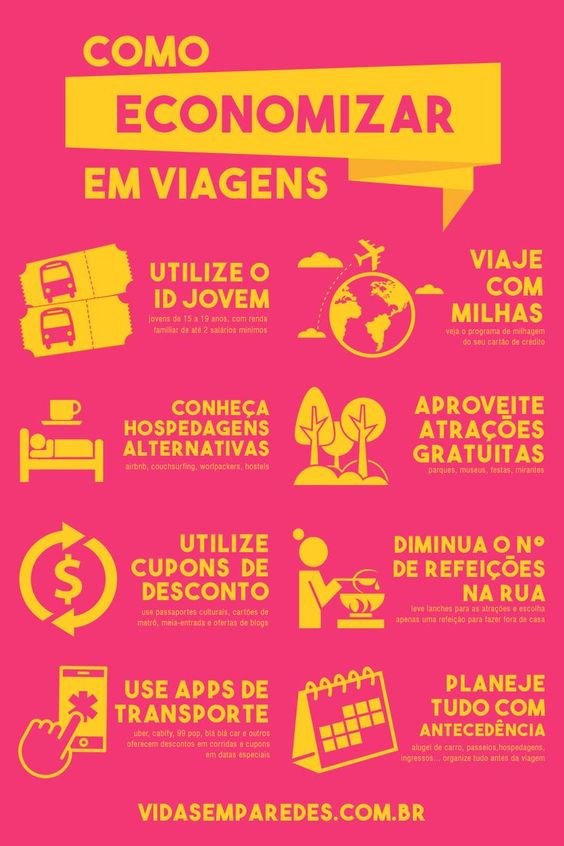 COMO
ECONOMIZAR
EM VIAGENS
UTILIZE O
ID JOVEM
jovens de 15 a 19 anos, com renda
familiar de até 2 salários mínimos
VIAJE
COM
MILHAS
veja o programa de milhagem
do seu cartão de crédito
CONHEÇA
HOSPEDAGENS
ALTERNATIVAS
airbnb, couchsurfing, worlpackers, hostels
APROVEITE
ATRAÇÕES
GRATUITAS
parques, museus, festas, mirantes
UTILIZE
CUPONS DE
DESCONTO
use passaportes culturais, cartões de
metrô, meia-entrada e ofertas de blogs
DIMINUA O Nº
DE REFEIÇÕES
NA RUA
leve lanches para as atrações e escolha
apenas uma refeição para fazer fora de casa
USE APPS DE
TRANSPORTE
uber, cabify, 99 pop, blá blá car e outros
oferecem descontos em corridas e cupons
em datas especiais
PLANEJE
TUDO COM
ANTECEDÊNCIA
alugel de carro, passeios,hospedagens,
ingressos... organize tudo antes da viagem
VIDASEMPAREDES.COM.BR